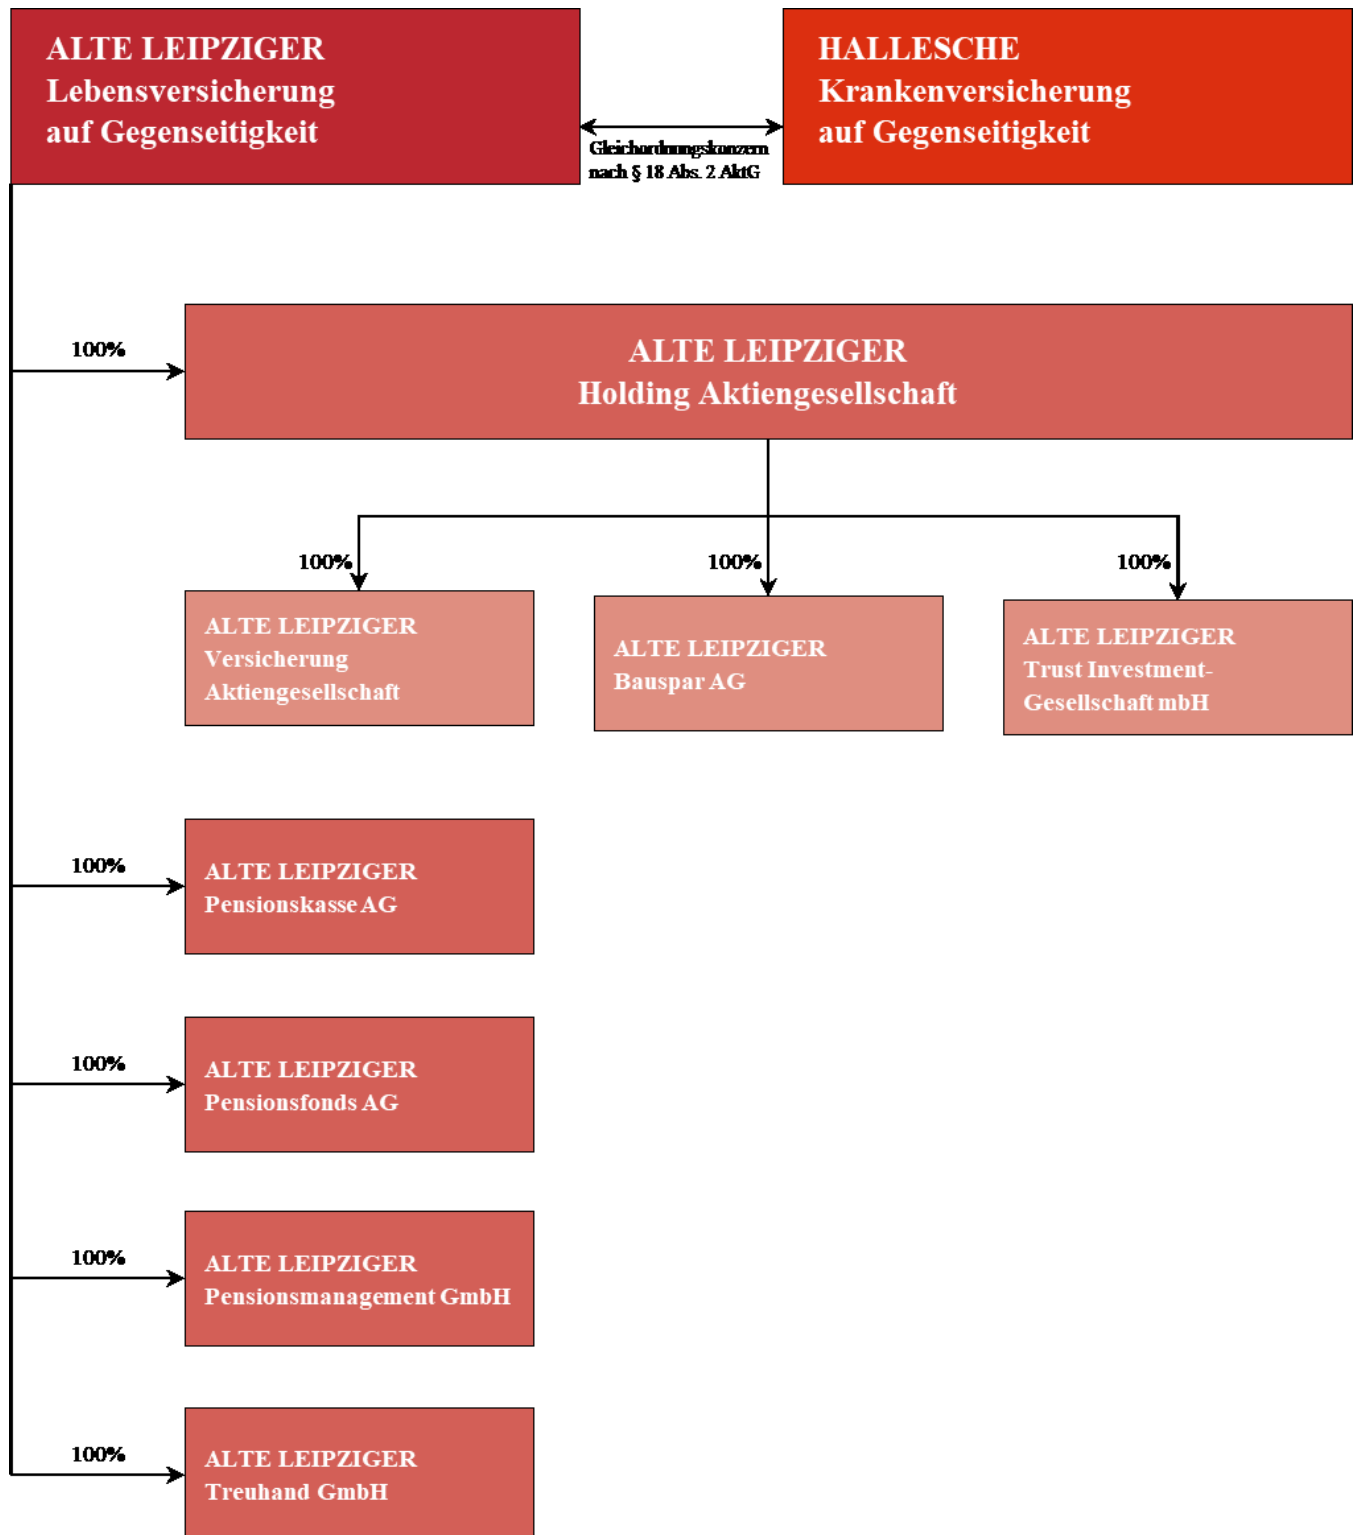 ALTE LEIPZIGER
Lebensversicherung
auf Gegenseitigkeit
HALLESCHE
Krankenversicherung
auf Gegenseitigkeit
Gleichordnungskonzern
nach § 18 Abs. 2 AktG
100%
ALTE LEIPZIGER
Holding Aktiengesellschaft
100%
100%
100%
ALTE LEIPZIGER
Versicherung
Aktiengesellschaft
ALTE LEIPZIGER
Bauspar AG
ALTE LEIPZIGER
Trust Investment-
Gesellschaft mbH
100%
ALTE LEIPZIGER
Pensionskasse AG
100%
ALTE LEIPZIGER
Pensionsfonds AG
100%
ALTE LEIPZIGER
Pensionsmanagement GmbH
100%
ALTE LEIPZIGER
Treuhand GmbH